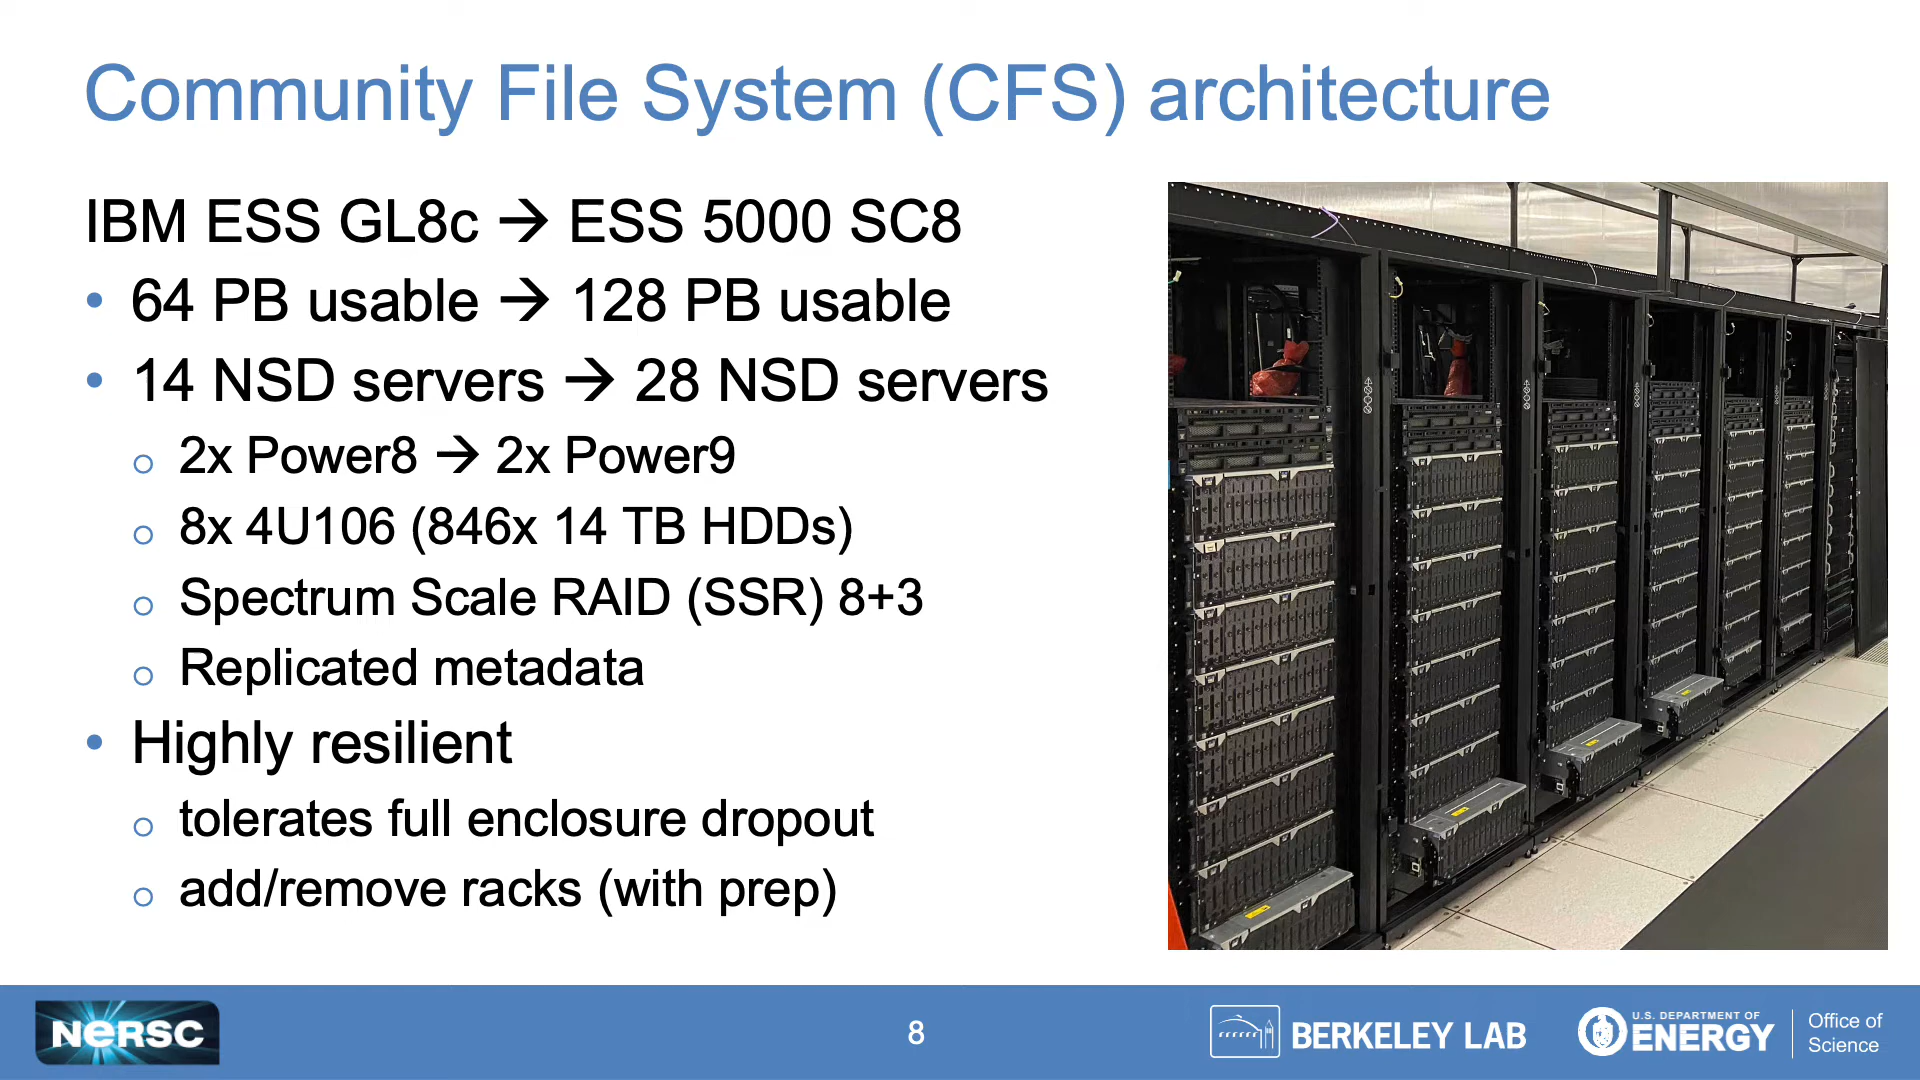 Community File System (CFS) architecture
IBM ESS GL8c → ESS 5000 SC8
• 64 PB usable → 128 PB usable
• 14 NSD servers → 28 NSD servers
○ 2x Power8 → 2x Power9
○ 8x 4U106 (846x 14 TB HDDs)
○ Spectrum Scale RAID (SSR) 8+3
○ Replicated metadata
• Highly resilient
○ tolerates full enclosure dropout
○ add/remove racks (with prep)
NERSC
8
BERKELEY LAB
U.S. DEPARTMENT OF
ENERGY
Office of
Science